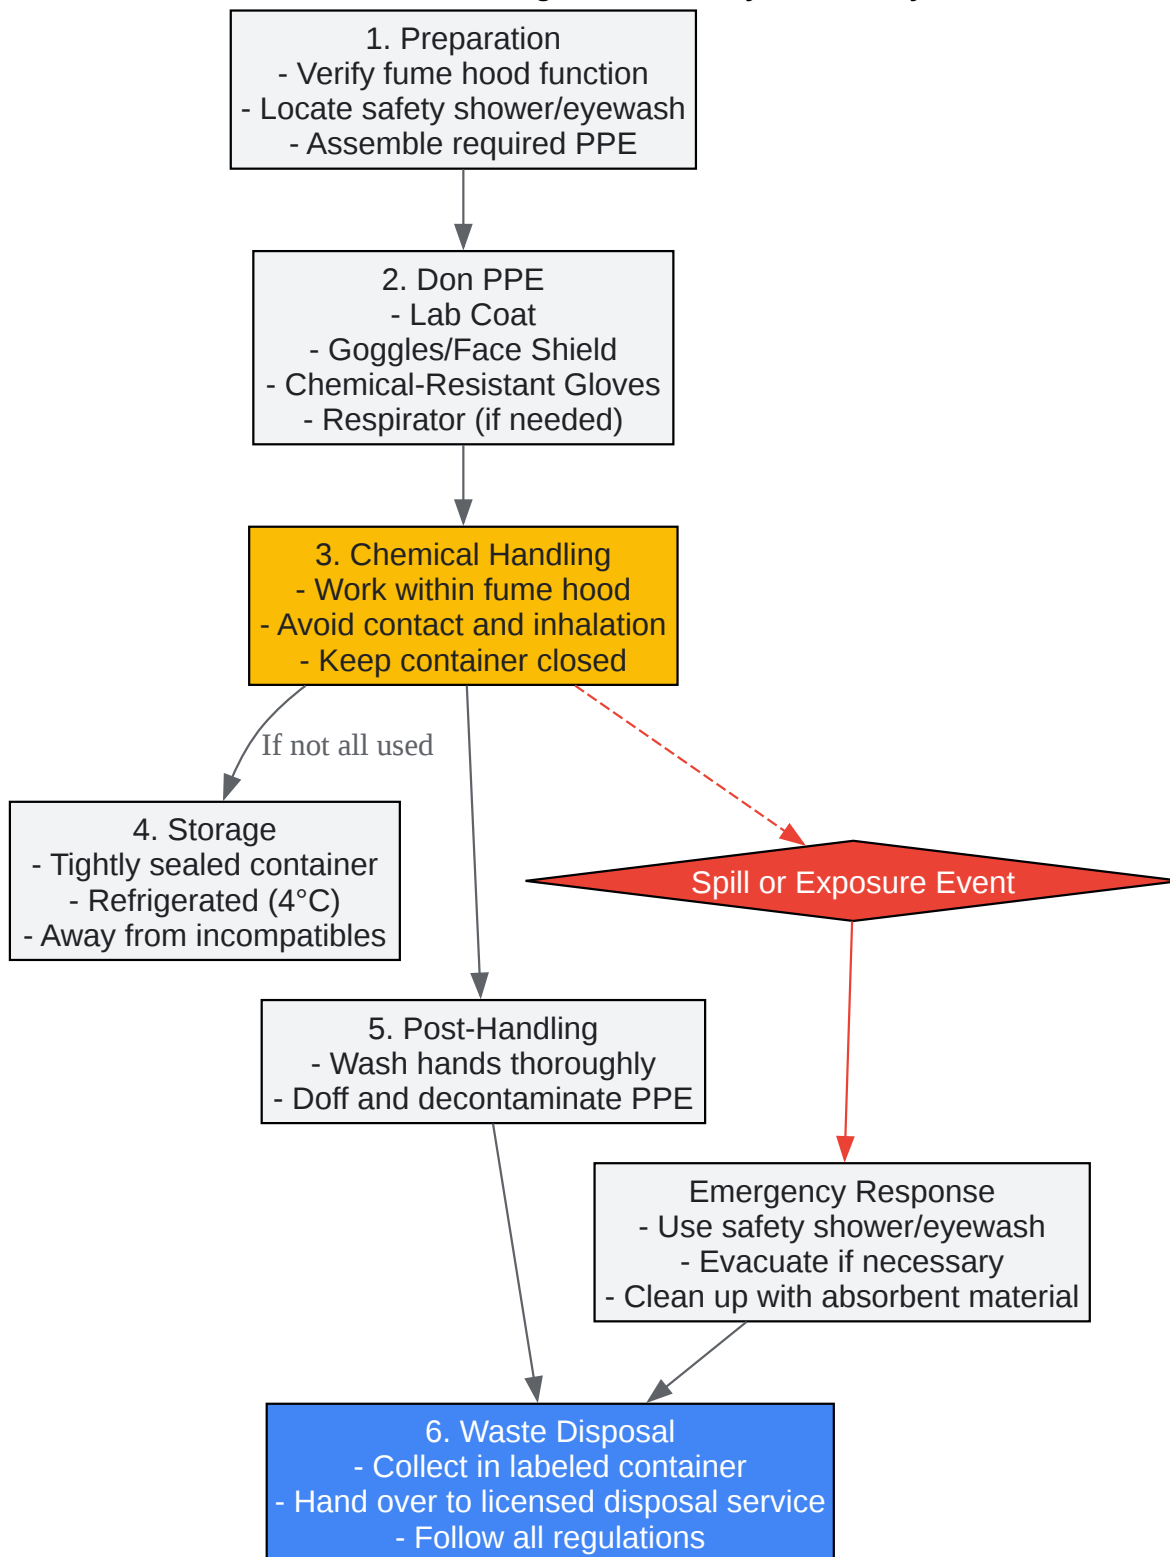 1. Preparation
- Verify fume hood function
- Locate safety shower/eyewash
- Assemble required PPE
2. Don PPE
- Lab Coat
- Goggles/Face Shield
- Chemical-Resistant Gloves
- Respirator (if needed)
3. Chemical Handling
- Work within fume hood
- Avoid contact and inhalation
- Keep container closed
If not all used
4. Storage
- Tightly sealed container
- Refrigerated (4°C)
- Away from incompatibles
Spill or Exposure Event
5. Post-Handling
- Wash hands thoroughly
- Doff and decontaminate PPE
Emergency Response
- Use safety shower/eyewash
- Evacuate if necessary
- Clean up with absorbent material
6. Waste Disposal
- Collect in labeled container
- Hand over to licensed disposal service
- Follow all regulations